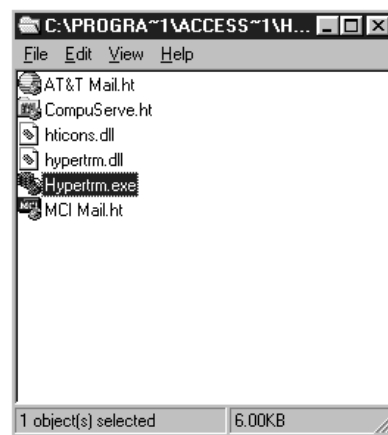 C:\PROGRA~1\ACCESS~1\H...
File Edit View Help
AT&T Mail.ht
CompuServe.ht
hticons.dll
hypertrm.dll
Hypertrm.exe
MCI Mail.ht
1 object(s) selected 6.00KB